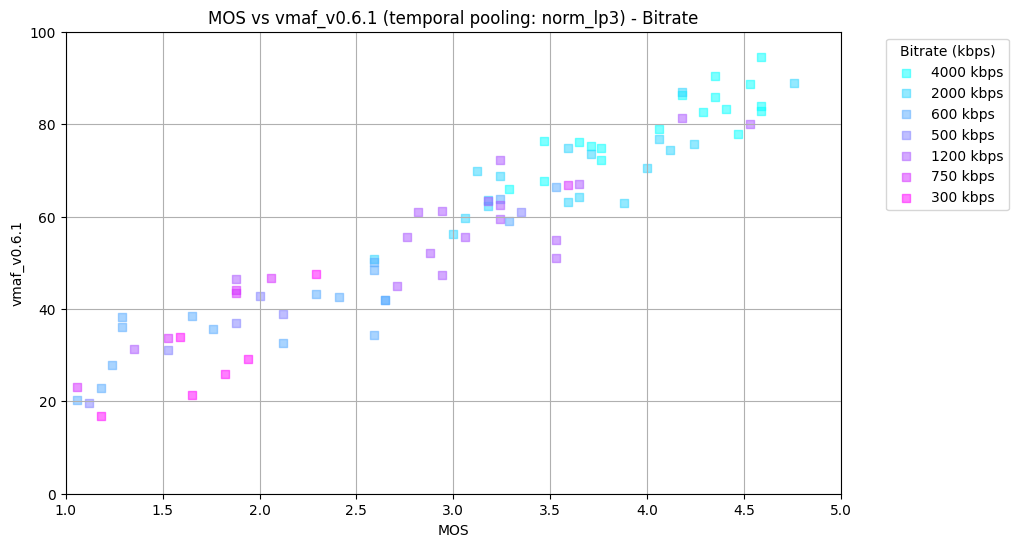 MOS vs vmaf_v0.6.1 (temporal pooling: norm_lp3) - Bitrate
vmaf_v0.6.1
100
80
60
40
20
0
1.0 1.5 2.0 2.5 3.0 3.5 4.0 4.5 5.0
MOS
Bitrate (kbps)
4000 kbps
2000 kbps
600 kbps
500 kbps
1200 kbps
750 kbps
300 kbps